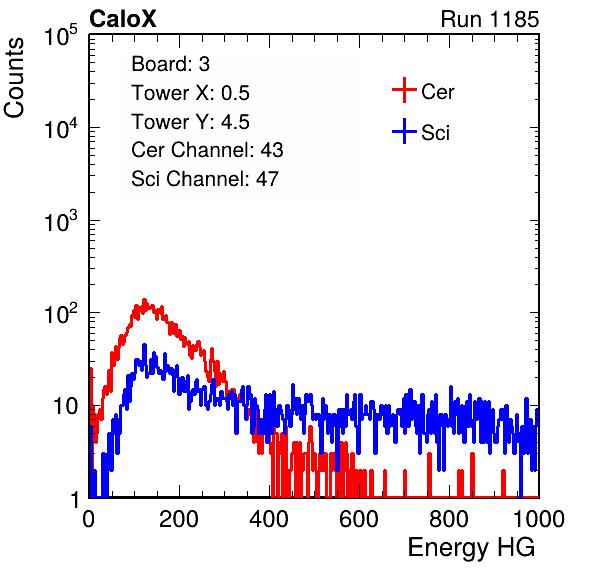 CaloX Run 1185
Counts
10^5
10^4
10^3
10^2
10
1
Board: 3
Tower X: 0.5
Tower Y: 4.5
Cer Channel: 43
Sci Channel: 47
Cer
Sci
0 200 400 600 800 1000
Energy HG